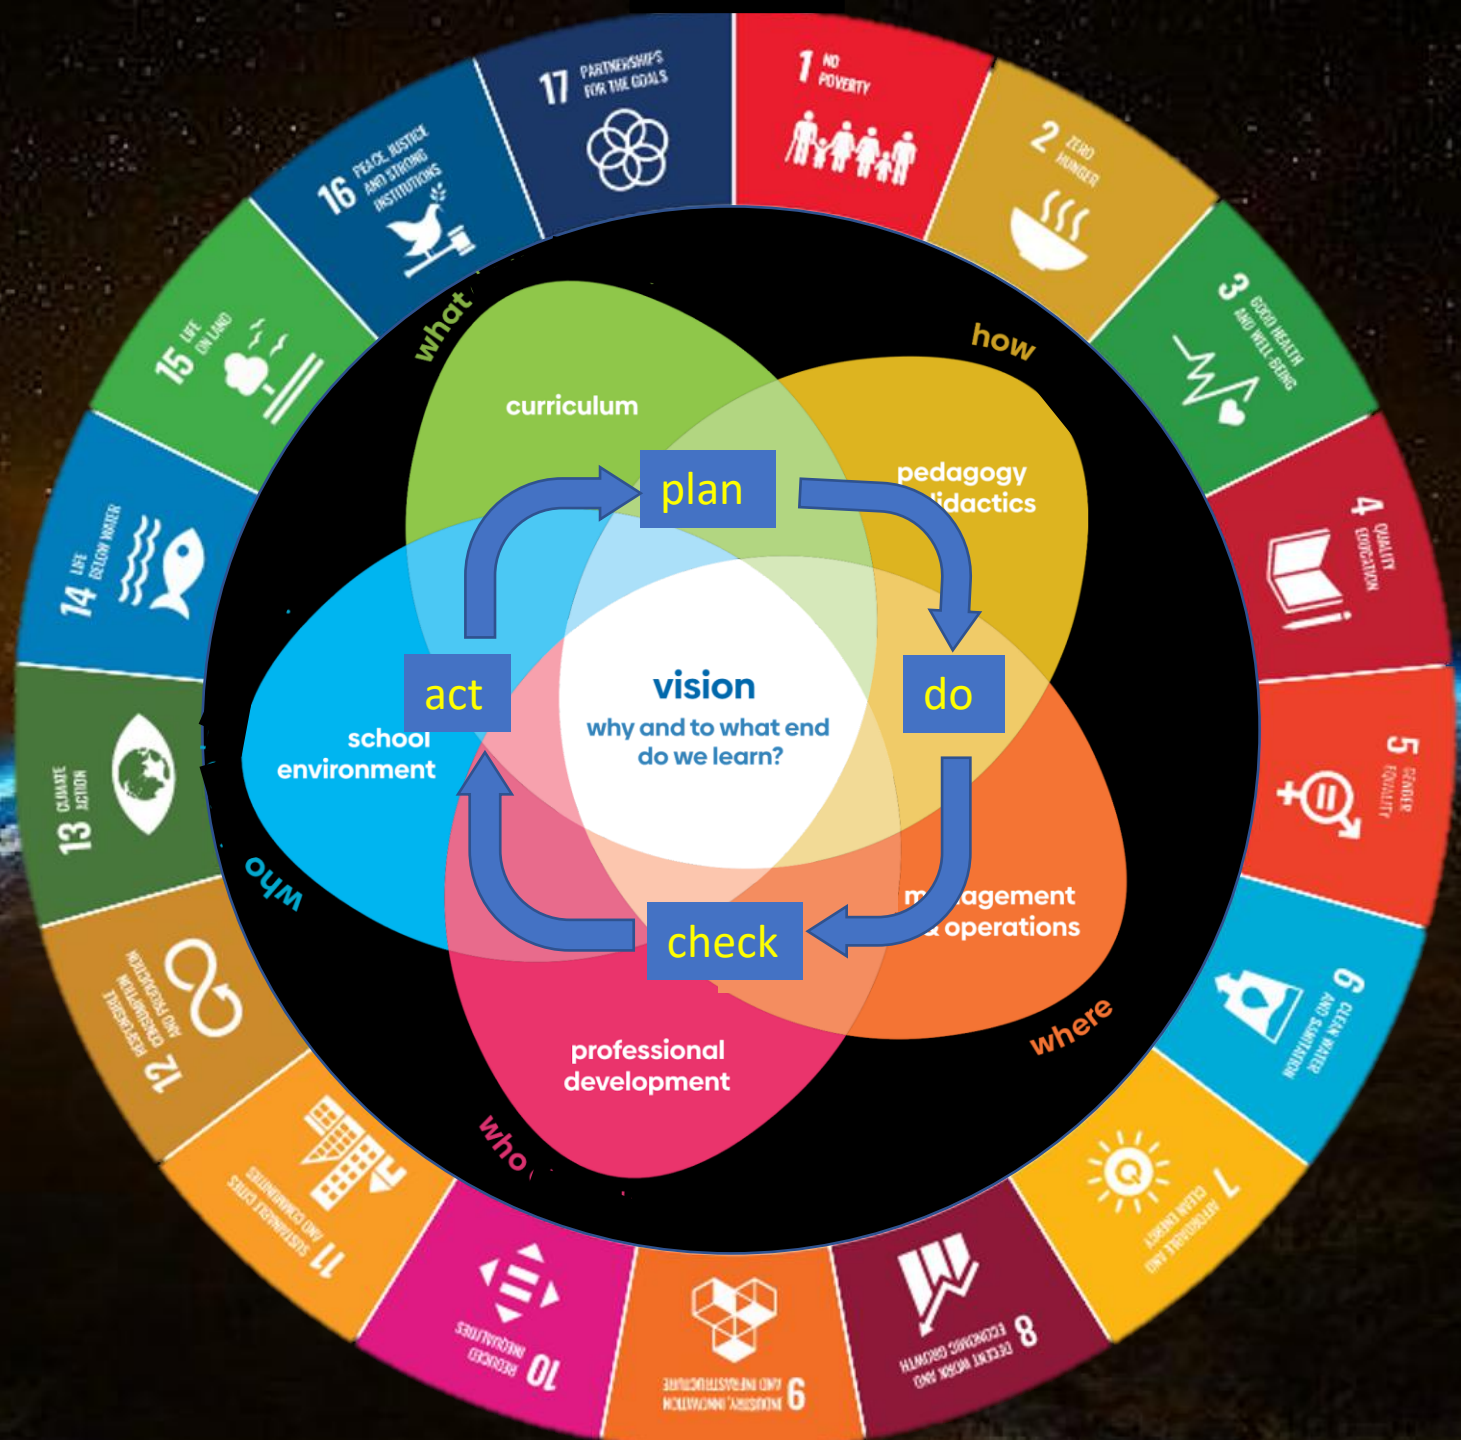 17 PARTNERSHIPS
FOR THE GOALS
1 NO
POVERTY
2 ZERO
HUNGER
3 GOOD HEALTH
AND WELL-BEING
4 QUALITY
EDUCATION
5 GENDER
EQUALITY
6 CLEAN WATER
AND SANITATION
7 AFFORDABLE AND
CLEAN ENERGY
8 DECENT WORK AND
ECONOMIC GROWTH
9 INDUSTRY, INNOVATION
AND INFRASTRUCTURE
10 REDUCED
INEQUALITIES
11 SUSTAINABLE CITIES
AND COMMUNITIES
12 RESPONSIBLE
CONSUMPTION
AND PRODUCTION
13 CLIMATE
ACTION
14 LIFE
BELOW WATER
15 LIFE
ON LAND
16 PEACE, JUSTICE
AND STRONG
INSTITUTIONS
what
how
where
who
who
curriculum
pedagogy
didactics
plan
do
check
act
vision
why and to what end
do we learn?
school
environment
management
& operations
professional
development